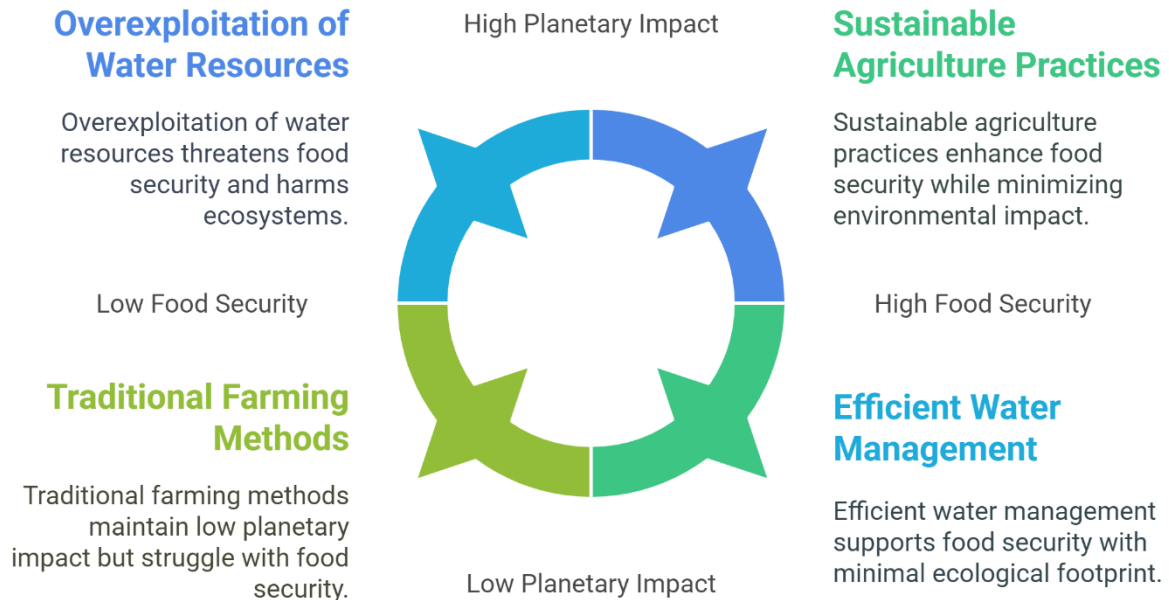 Overexploitation of
Water Resources
Overexploitation of water
resources threatens food
security and harms
ecosystems.
High Planetary Impact
Sustainable
Agriculture Practices
Sustainable agriculture
practices enhance food
security while minimizing
environmental impact.
Low Food Security
High Food Security
Traditional Farming
Methods
Traditional farming methods
maintain low planetary
impact but struggle with food
security.
Low Planetary Impact
Efficient Water
Management
Efficient water management
supports food security with
minimal ecological footprint.